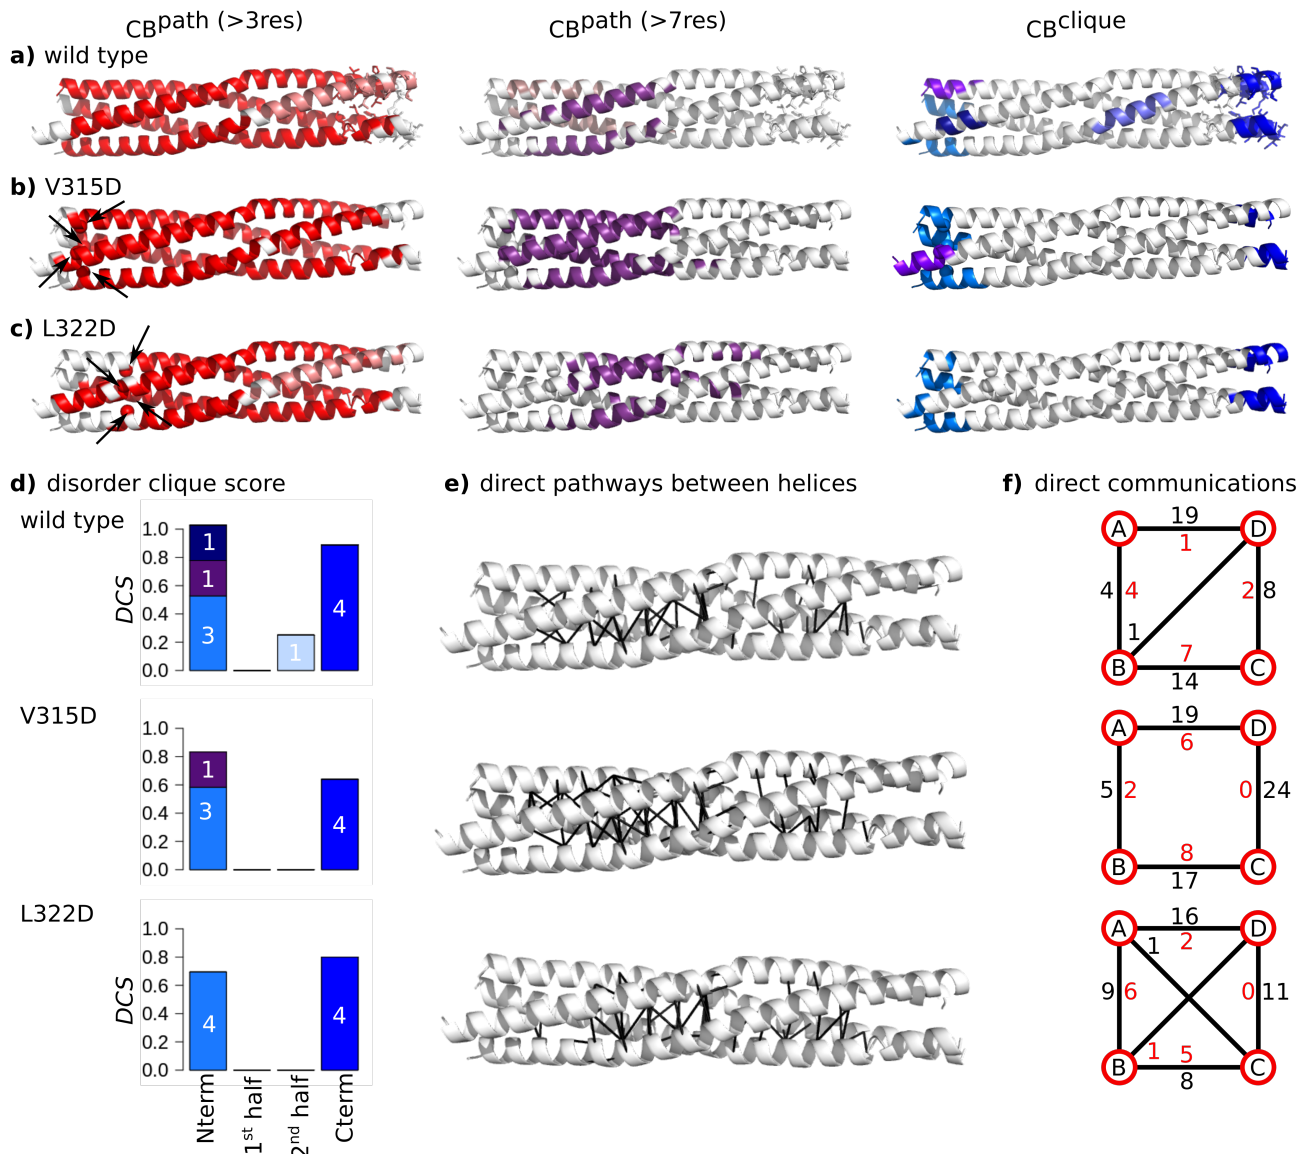 CBpath (>3res)
CBpath (>7res)
CBclique
a) wild type
b) V315D
c) L322D
d) disorder clique score
e) direct pathways between helices
f) direct communications
wild type
1.0
0.8
0.6
0.4
0.2
0.0
DCS
1
1
3
1
4
V315D
1.0
0.8
0.6
0.4
0.2
0.0
1
3
4
L322D
1.0
0.8
0.6
0.4
0.2
0.0
DCS
4
4
Nterm
1st half
2nd half
Cterm
A 19 D
1
4 4 2 8
1
7
B 14 C
A 19 D
6
5 2 0 24
8
B 17 C
A 16 D
1 2
9 6 0 11
1 5
B 8 C